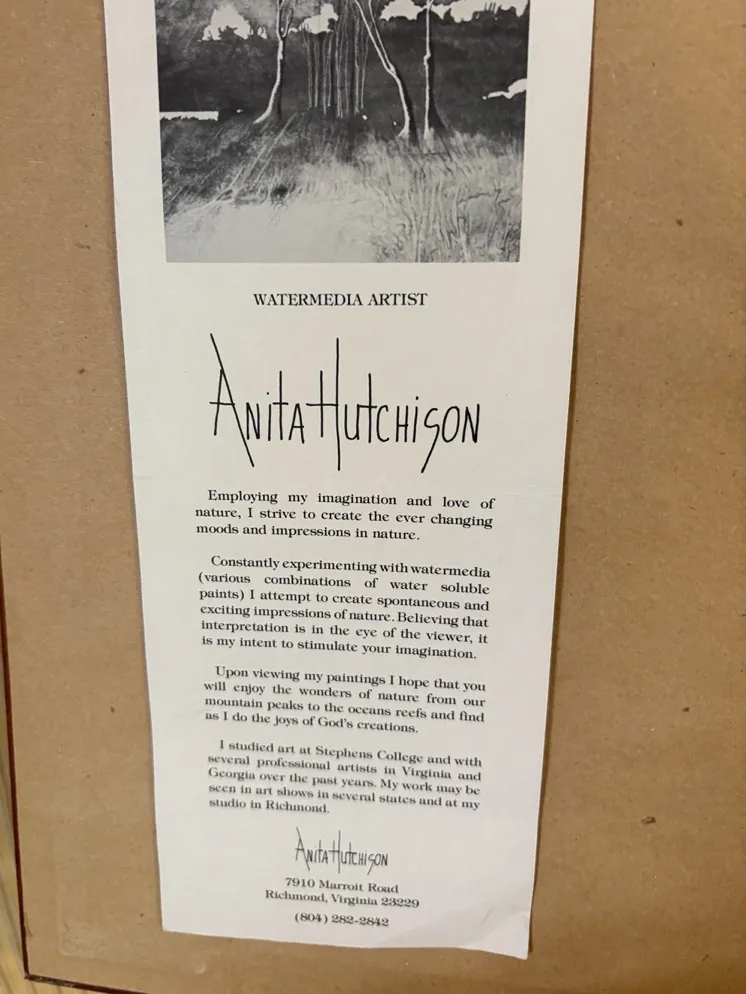 WATERMEDIA ARTIST
ANITA HUTCHISON
Employing my imagination and love of
nature, I strive to create the ever changing
moods and impressions in nature.
Constantly experimenting with watermedia
(various combinations of water soluble
paints) I attempt to create spontaneous and
exciting impressions of nature. Believing that
interpretation is in the eye of the viewer, it
is my intent to stimulate your imagination.
Upon viewing my paintings I hope that you
will enjoy the wonders of nature from our
mountain peaks to the oceans reefs and find
as I do the joys of God's creations.
I studied art at Stephens College and with
several professional artists in Virginia and
Georgia over the past years. My work may be
seen in art shows in several states and at my
studio in Richmond.
ANITA HUTCHISON
7910 Marroit Road
Richmond, Virginia 23229
(804) 282-2842